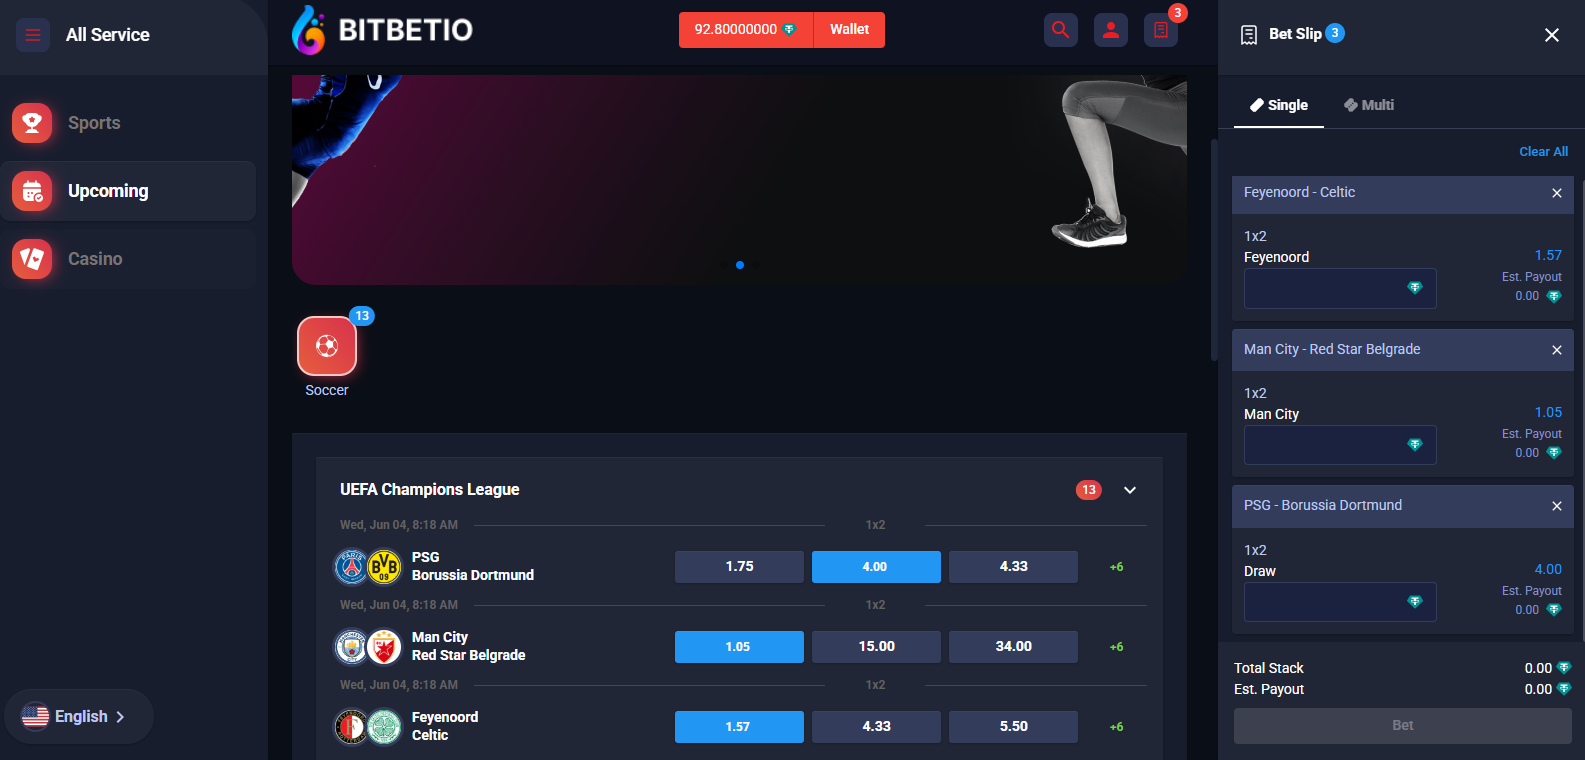 All Service
Sports
Upcoming
Casino
English
BITBETIO
92.80000000
Wallet
3
13
Soccer
UEFA Champions League
13
Wed, Jun 04, 8:18 AM
1x2
PSG
Borussia Dortmund
1.75
4.00
4.33
+6
Wed, Jun 04, 8:18 AM
1x2
Man City
Red Star Belgrade
1.05
15.00
34.00
+6
Wed, Jun 04, 8:18 AM
1x2
Feyenoord
Celtic
1.57
4.33
5.50
+6
Bet Slip 3
Single
Multi
Clear All
Feyenoord - Celtic
1x2
Feyenoord
1.57
Est. Payout
0.00
Man City - Red Star Belgrade
1x2
Man City
1.05
Est. Payout
0.00
PSG - Borussia Dortmund
1x2
Draw
4.00
Est. Payout
0.00
Total Stack 0.00
Est. Payout 0.00
Bet
PARIS
BVB
09